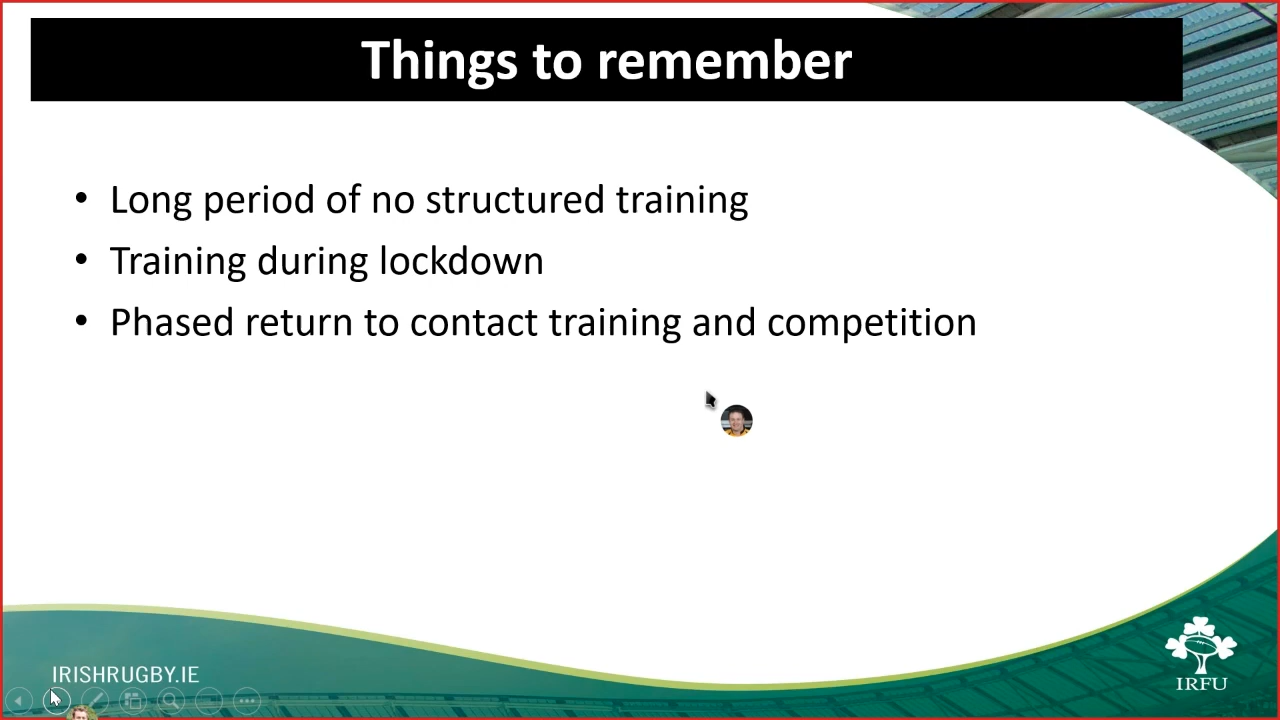 Things to remember
• Long period of no structured training
• Training during lockdown
• Phased return to contact training and competition
IRISHRUGBY.IE
IRFU